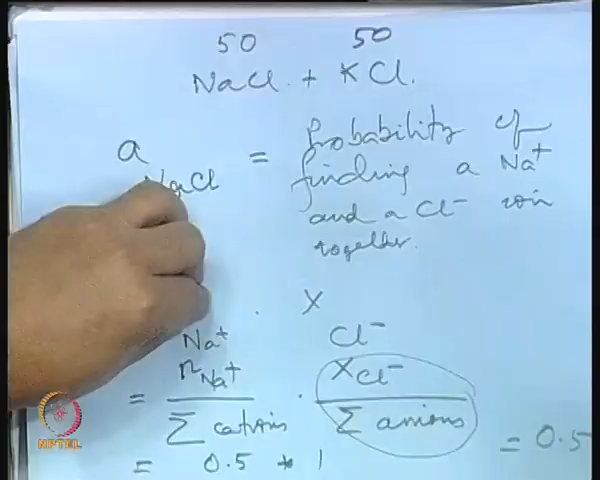 50 50
NaCl + KCl.
a NaCl = Probability of
finding a Na+
and a Cl- ion
together.
Na+ X Cl-
= nNa+ / Σ cations . XCl- / Σ anions
= 0.5 * 1 = 0.5
NPTEL